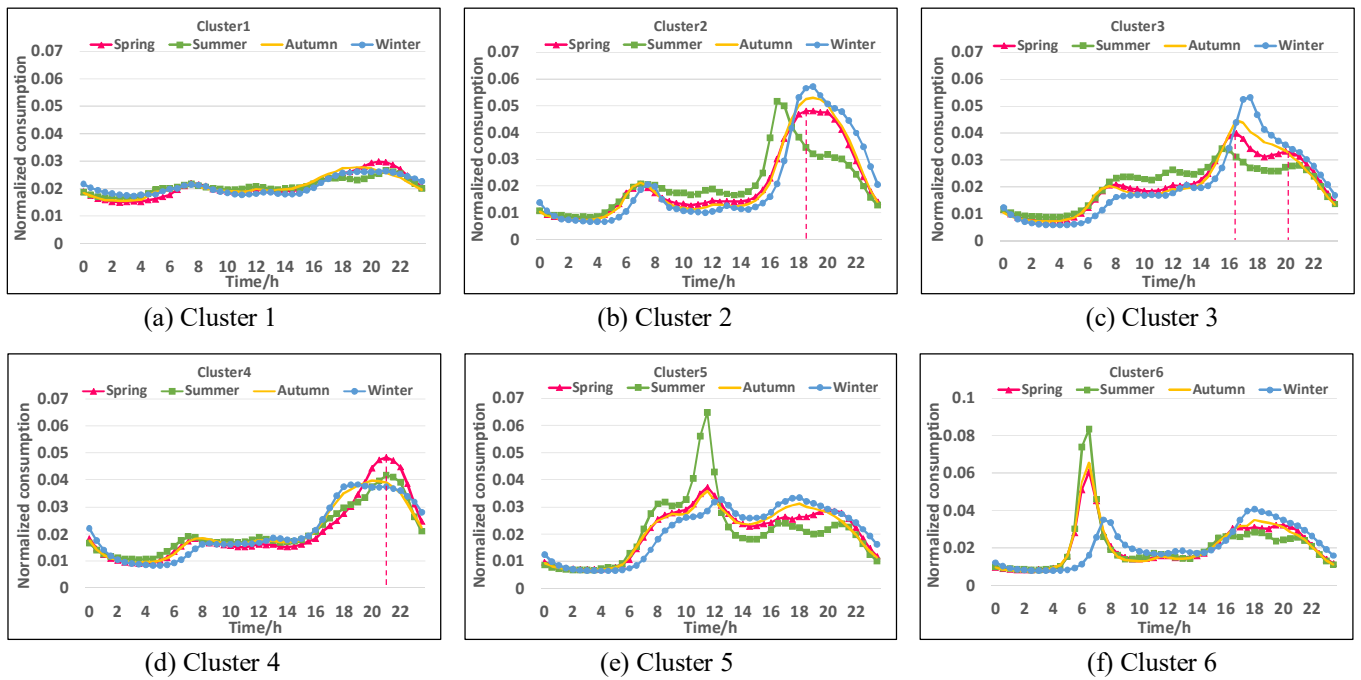 Cluster1
Spring Summer Autumn Winter
Normalized consumption
0.07
0.06
0.05
0.04
0.03
0.02
0.01
0
0 2 4 6 8 10 12 14 16 18 20 22
Time/h
(a) Cluster 1
Cluster2
Spring Summer Autumn Winter
Normalized consumption
0.07
0.06
0.05
0.04
0.03
0.02
0.01
0
0 2 4 6 8 10 12 14 16 18 20 22
Time/h
(b) Cluster 2
Cluster3
Spring Summer Autumn Winter
Normalized consumption
0.07
0.06
0.05
0.04
0.03
0.02
0.01
0
0 2 4 6 8 10 12 14 16 18 20 22
Time/h
(c) Cluster 3
Cluster4
Spring Summer Autumn Winter
Normalized consumption
0.07
0.06
0.05
0.04
0.03
0.02
0.01
0
0 2 4 6 8 10 12 14 16 18 20 22
Time/h
(d) Cluster 4
Cluster5
Spring Summer Autumn Winter
Normalized consumption
0.07
0.06
0.05
0.04
0.03
0.02
0.01
0
0 2 4 6 8 10 12 14 16 18 20 22
Time/h
(e) Cluster 5
Cluster6
Spring Summer Autumn Winter
Normalized consumption
0.1
0.08
0.06
0.04
0.02
0
0 2 4 6 8 10 12 14 16 18 20 22
Time/h
(f) Cluster 6